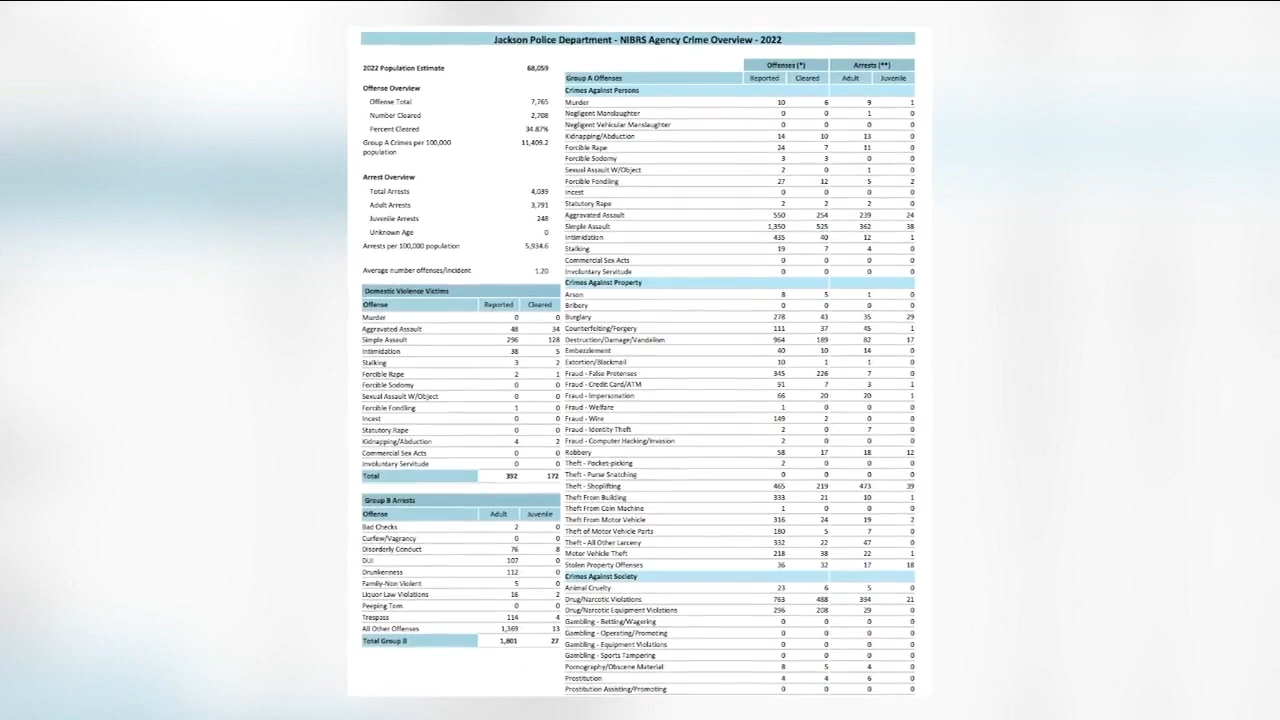 Jackson Police Department - NIBRS Agency Crime Overview - 2022
2022 Population Estimate 68,059
Offense Overview
Offense Total 7,765
Number Cleared 2,708
Percent Cleared 34.87%
Group A Crimes per 100,000 population 11,409.2
Arrest Overview
Total Arrests 4,039
Adult Arrests 3,791
Juvenile Arrests 248
Unknown Age 0
Arrests per 100,000 population 5,934.6
Average number offenses/incident 1.20
Domestic Violence Victims
Offense Reported Cleared
Murder 0 0
Aggravated Assault 48 34
Simple Assault 296 128
Intimidation 38 5
Stalking 3 2
Forcible Rape 2 1
Forcible Sodomy 0 0
Sexual Assault W/Object 0 0
Forcible Fondling 1 0
Incest 0 0
Statutory Rape 0 0
Kidnapping/Abduction 4 2
Commercial Sex Acts 0 0
Involuntary Servitude 0 0
Total 392 172
Group B Arrests
Offense Adult Juvenile
Bad Checks 2 0
Curfew/Vagrancy 0 0
Disorderly Conduct 76 8
DUI 107 0
Drunkenness 112 0
Family-Non Violent 5 0
Liquor Law Violations 16 2
Peeping Tom 0 0
Trespass 114 4
All Other Offenses 1,369 13
Total Group B 1,801 27
Offenses (*) Arrests (**)
Group A Offenses Reported Cleared Adult Juvenile
Crimes Against Persons
Murder 10 6 9 1
Negligent Manslaughter 0 0 1 0
Negligent Vehicular Manslaughter 0 0 0 0
Kidnapping/Abduction 14 10 13 0
Forcible Rape 24 7 11 0
Forcible Sodomy 3 3 0 0
Sexual Assault W/Object 2 0 1 0
Forcible Fondling 27 12 5 2
Incest 0 0 0 0
Statutory Rape 2 2 2 0
Aggravated Assault 550 254 239 24
Simple Assault 1,350 525 362 38
Intimidation 435 40 12 1
Stalking 19 7 4 0
Commercial Sex Acts 0 0 0 0
Involuntary Servitude 0 0 0 0
Crimes Against Property
Arson 8 5 1 0
Bribery 0 0 0 0
Burglary 278 43 35 29
Counterfeiting/Forgery 111 37 45 1
Destruction/Damage/Vandalism 964 189 82 17
Embezzlement 40 10 14 0
Extortion/Blackmail 10 1 1 0
Fraud - False Pretenses 345 226 7 0
Fraud - Credit Card/ATM 91 7 3 1
Fraud - Impersonation 66 20 20 1
Fraud - Welfare 1 0 0 0
Fraud - Wire 149 2 0 0
Fraud - Identity Theft 2 0 7 0
Fraud - Computer Hacking/Invasion 2 0 0 0
Robbery 58 17 18 12
Theft - Pocket-picking 2 0 0 0
Theft - Purse Snatching 0 0 0 0
Theft - Shoplifting 465 219 473 39
Theft From Building 333 21 10 1
Theft From Coin Machine 1 0 0 0
Theft From Motor Vehicle 316 24 19 2
Theft of Motor Vehicle Parts 180 5 7 0
Theft - All Other Larceny 332 22 47 0
Motor Vehicle Theft 218 38 22 1
Stolen Property Offenses 36 32 17 18
Crimes Against Society
Animal Cruelty 23 6 5 0
Drug/Narcotic Violations 763 488 394 21
Drug/Narcotic Equipment Violations 296 208 29 0
Gambling - Betting/Wagering 0 0 0 0
Gambling - Operating/Promoting 0 0 0 0
Gambling - Equipment Violations 0 0 0 0
Gambling - Sports Tampering 0 0 0 0
Pornography/Obscene Material 8 5 4 0
Prostitution 4 4 6 0
Prostitution Assisting/Promoting 0 0 0 0